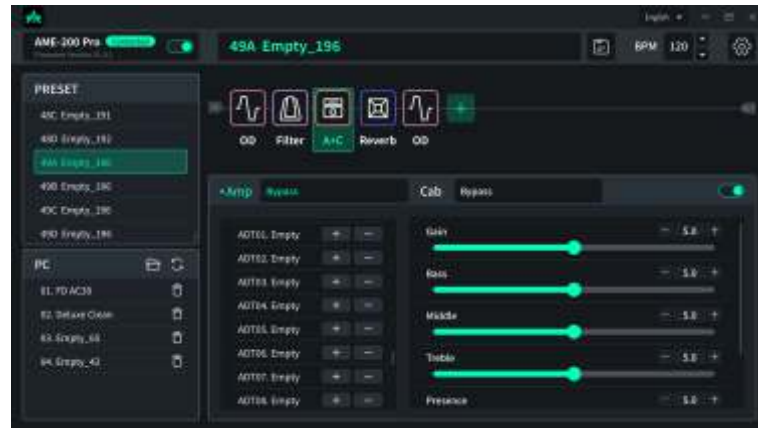 English
AME-200 Pro
49A Empty_196
BPM 120
PRESET
48C Empty_191
48D Empty_192
49A Empty_196
49B Empty_196
49C Empty_196
49D Empty_196
OD Filter A+C Reverb OD
Amp Bypass Cab Bypass
ADT01. Empty + -
ADT02. Empty + -
ADT03. Empty + -
ADT04. Empty + -
ADT05. Empty + -
ADT06. Empty + -
ADT07. Empty + -
ADT08. Empty + -
Gain - 5.0 +
Bass - 5.0 +
Middle - 5.0 +
Treble - 5.0 +
Presence - 5.0 +
PC
01. FD AC30
02. Deluxe Clean
03. Empty_60
04. Empty_42